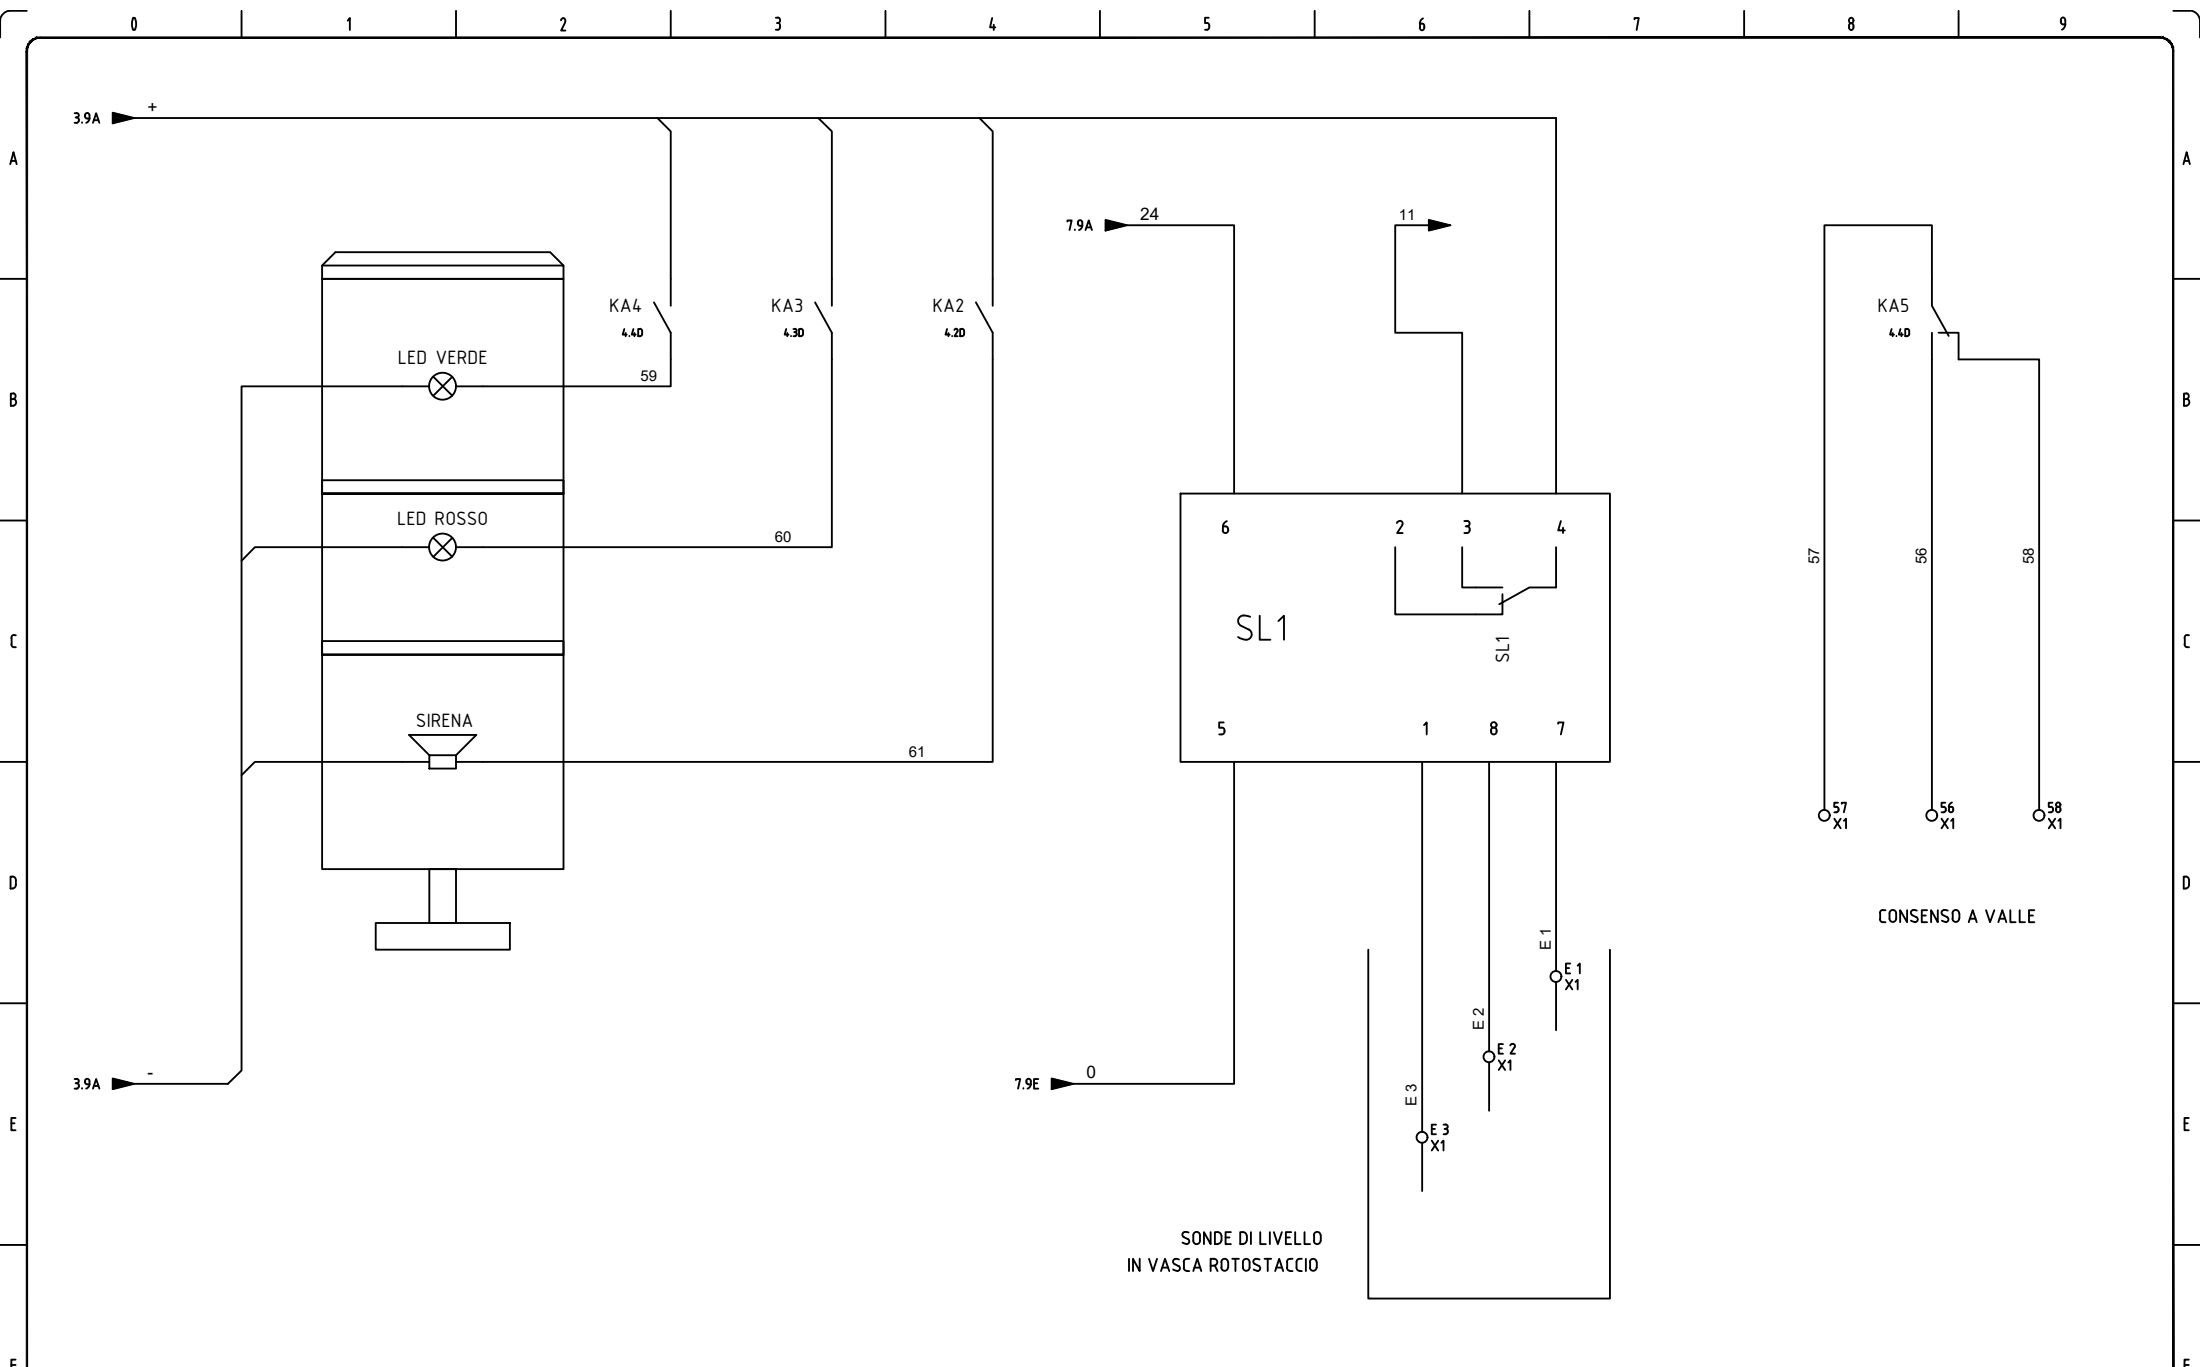 0 1 2 3 4 5 6 7 8 9
+
3.9A
A A
24
7.9A
11
KA4 KA3 KA2 KA5
4.4D 4.3D 4.2D 4.4D
LED VERDE
59
B B
LED ROSSO
60
6 2 3 4
57 56 58
SL1
SL1
C C
SIRENA
61
5 1 8 7
57 56 58
X1 X1 X1
D D
CONSENSO A VALLE
E 1
E 1
X1
E 2
E 2
X1
-
3.9A
0
7.9E
E 3
E 3
X1
E E
SONDE DI LIVELLO
IN VASCA ROTOSTACCIO